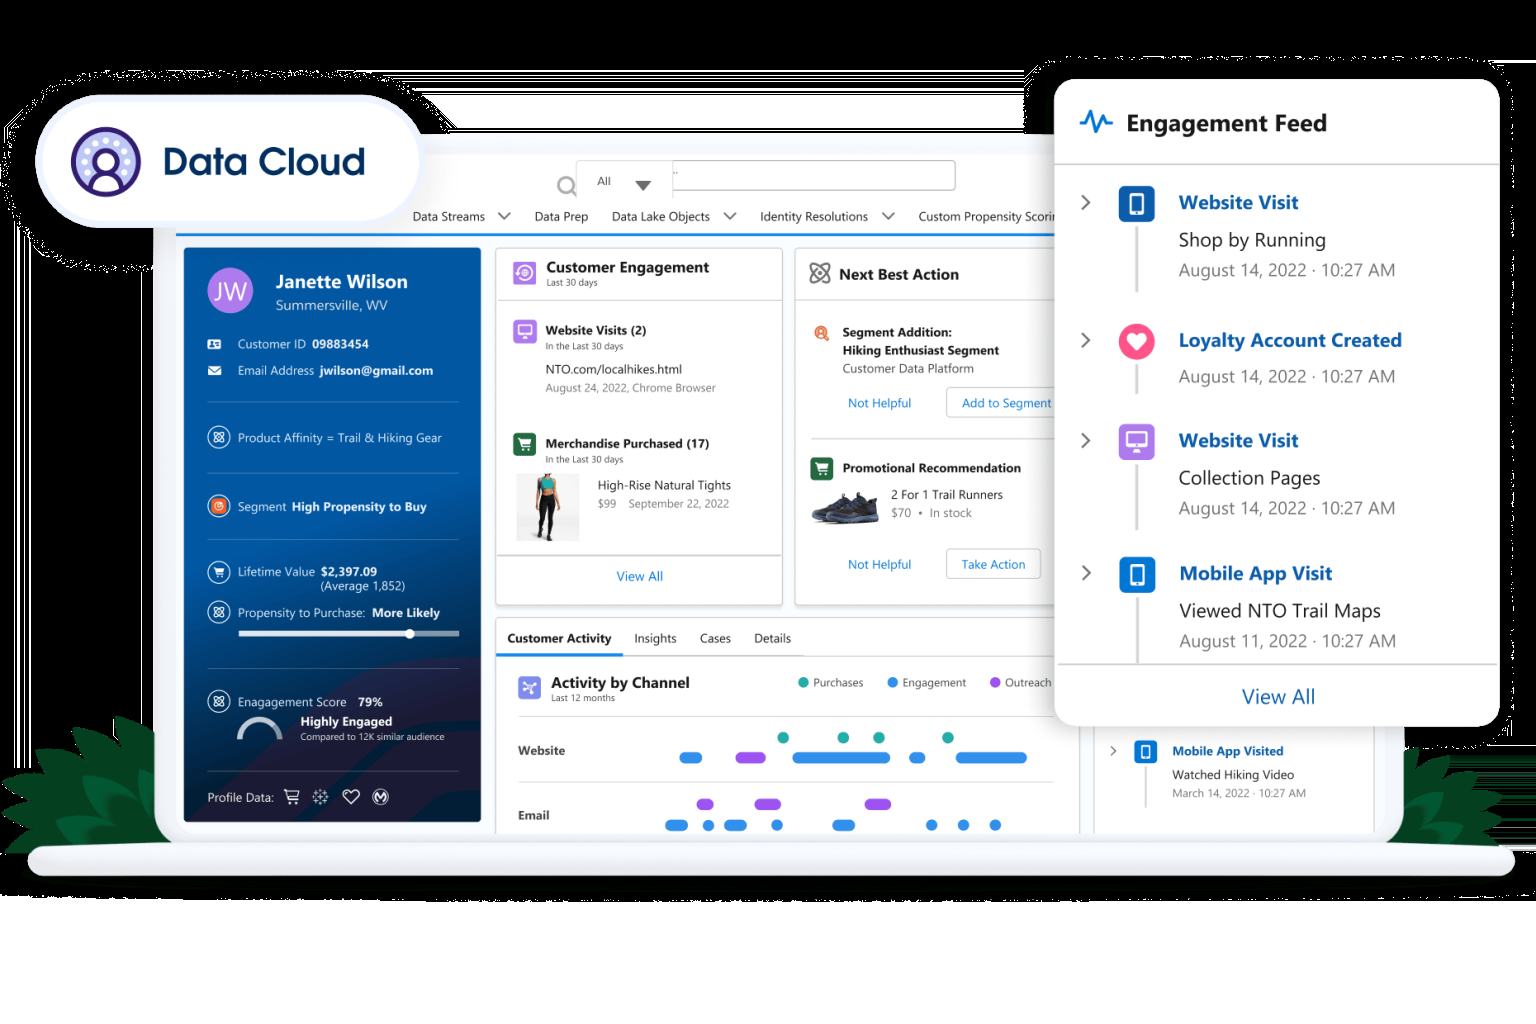 Data Cloud
All
Data Streams
Data Prep
Data Lake Objects
Identity Resolutions
Custom Propensity
JW
Janette Wilson
Summersville, WV
Customer ID 09883454
Email Address jwilson@gmail.com
Product Affinity = Trail & Hiking Gear
Segment High Propensity to Buy
Lifetime Value $2,397.09
(Average 1,852)
Propensity to Purchase: More Likely
Enagagement Score 79%
Highly Engaged
Compared to 12K similar audience
Profile Data:
Customer Engagement
Last 30 days
Website Visits (2)
In the Last 30 days
NTO.com/localhikes.html
August 24, 2022, Chrome Browser
Merchandise Purchased (17)
In the Last 30 days
High-Rise Natural Tights
$99 September 22, 2022
View All
Next Best Action
Segment Addition:
Hiking Enthusiast Segment
Customer Data Platform
Not Helpful
Add to Segment
Promotional Recommendation
2 For 1 Trail Runners
$70 • In stock
Not Helpful
Take Action
Customer Activity
Insights
Cases
Details
Activity by Channel
Last 12 months
Purchases
Engagement
Outreach
Website
Email
Engagement Feed
Website Visit
Shop by Running
August 14, 2022 · 10:27 AM
Loyalty Account Created
August 14, 2022 · 10:27 AM
Website Visit
Collection Pages
August 14, 2022 · 10:27 AM
Mobile App Visit
Viewed NTO Trail Maps
August 11, 2022 · 10:27 AM
View All
Mobile App Visited
Watched Hiking Video
March 14, 2022 · 10:27 AM